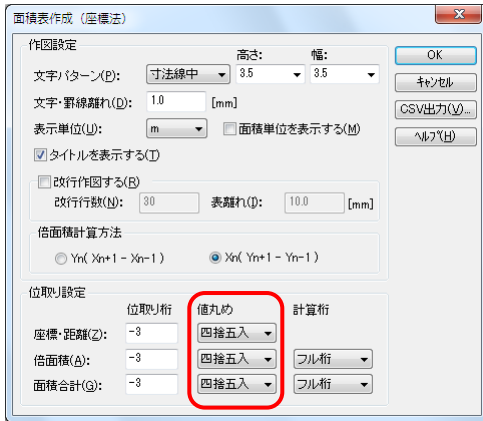 面積表作成（座標法）
作図設定
高さ: 幅:
文字パターン(P): 寸法線中 3.5 3.5
文字・罫線離れ(D): 1.0 [mm]
表示単位(U): m 面積単位を表示する(M)
タイトルを表示する(T)
改行作図する(R)
改行行数(N): 30 表離れ(I): 10.0 [mm]
倍面積計算方法
Yn( Xn+1 - Xn-1 ) Xn( Yn+1 - Yn-1 )
位取り設定
位取り桁 値丸め 計算桁
座標・距離(Z): -3 四捨五入
倍面積(A): -3 四捨五入 フル桁
面積合計(G): -3 四捨五入 フル桁
OK
キャンセル
CSV出力(V)...
ヘルプ(H)